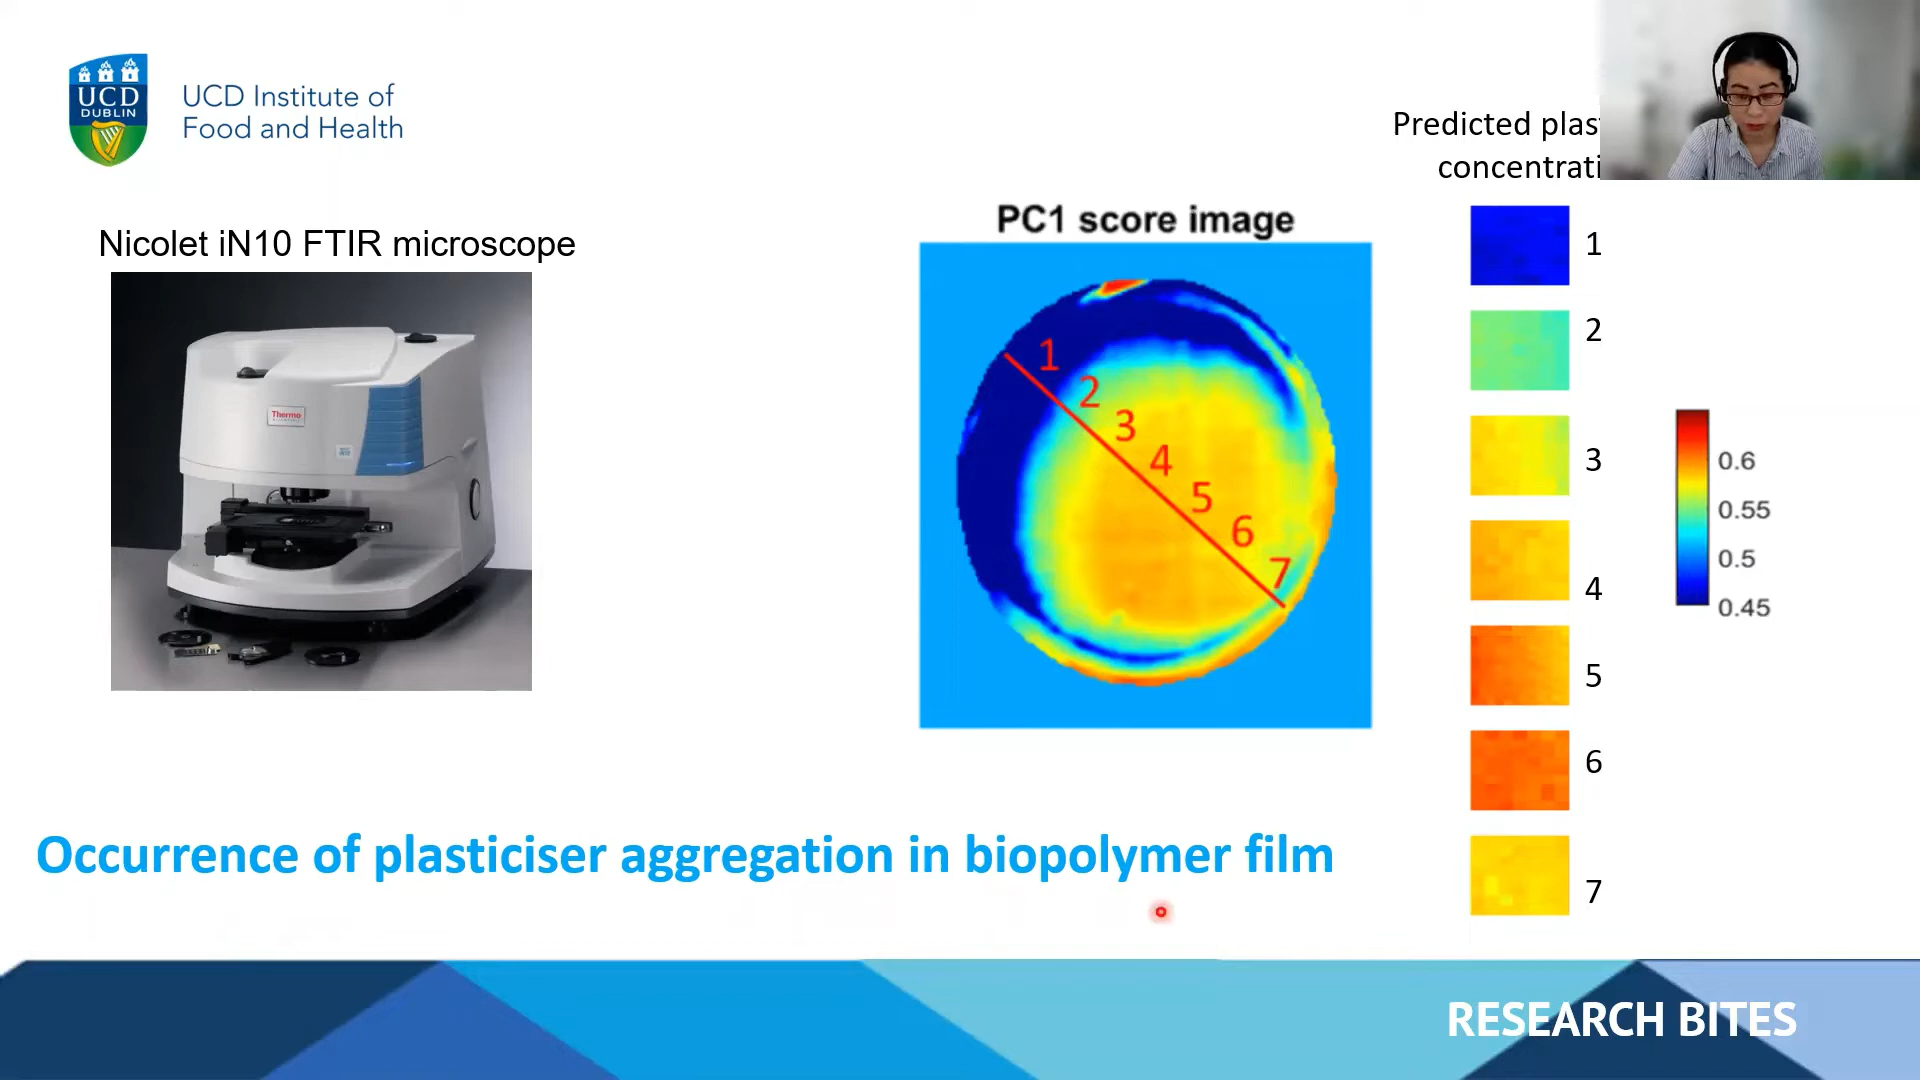 UCD
DUBLIN
UCD Institute of
Food and Health
Nicolet iN10 FTIR microscope
Thermo
PC1 score image
1
2
3
4
5
6
7
Predicted plas
concentrati
1
2
3
4
5
6
7
0.6
0.55
0.5
0.45
Occurrence of plasticiser aggregation in biopolymer film
RESEARCH BITES